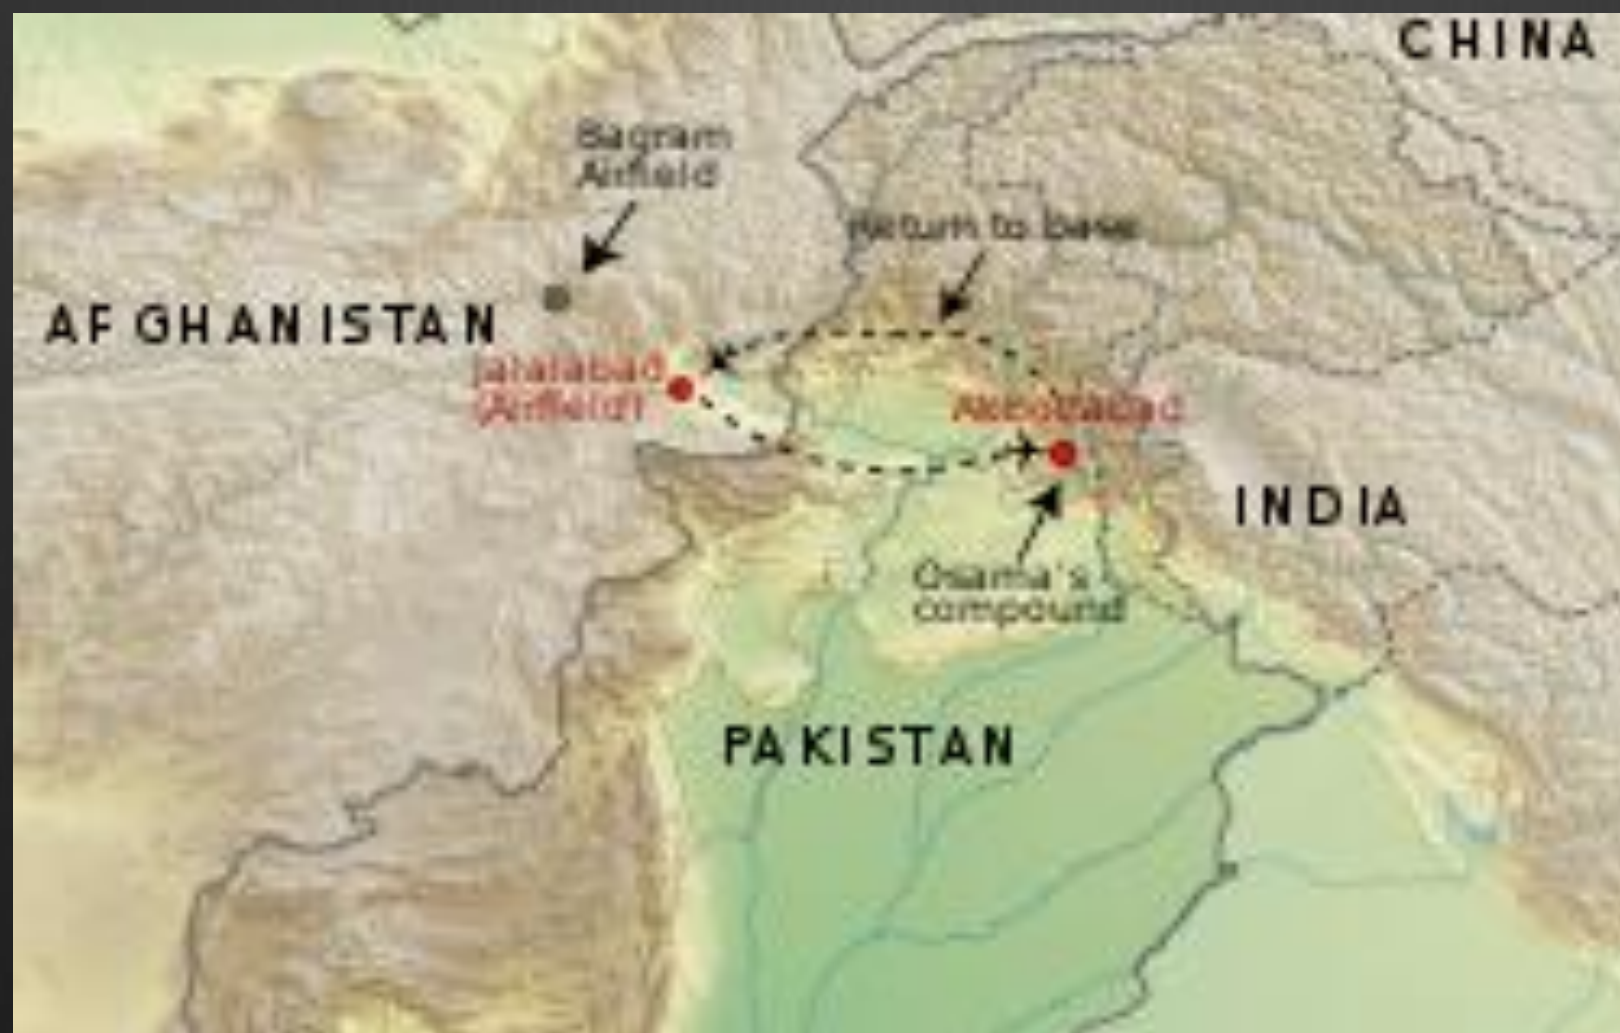 CHINA
Bagram
Airfield
Return to base
AFGHANISTAN
Jalalabad
(Airfield)
Abbottabad
INDIA
Osama's
compound
PAKISTAN